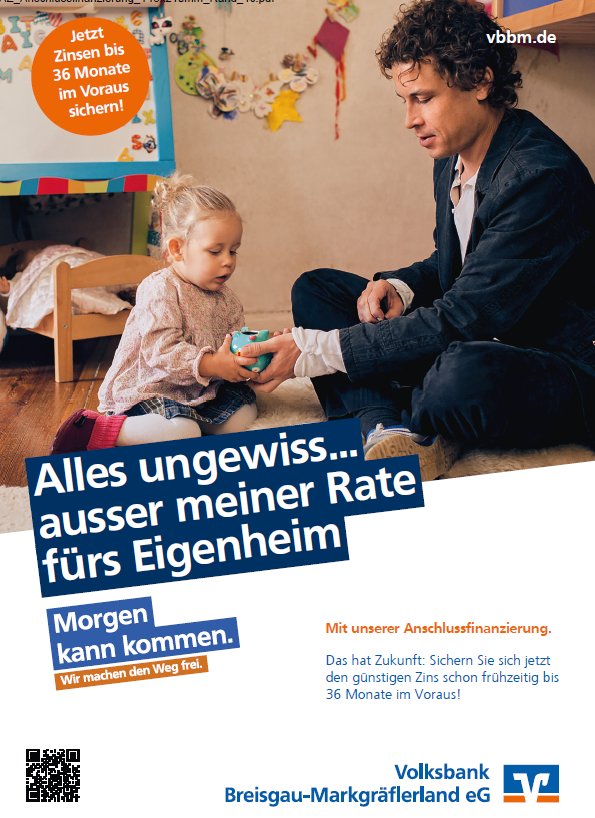 Jetzt
Zinsen bis
36 Monate
im Voraus
sichern!
vbbm.de
Alles ungewiss...
ausser meiner Rate
fürs Eigenheim
Morgen
kann kommen.
Wir machen den Weg frei.
Mit unserer Anschlussfinanzierung.
Das hat Zukunft: Sichern Sie sich jetzt
den günstigen Zins schon frühzeitig bis
36 Monate im Voraus!
Volksbank
Breisgau-Markgräflerland eG